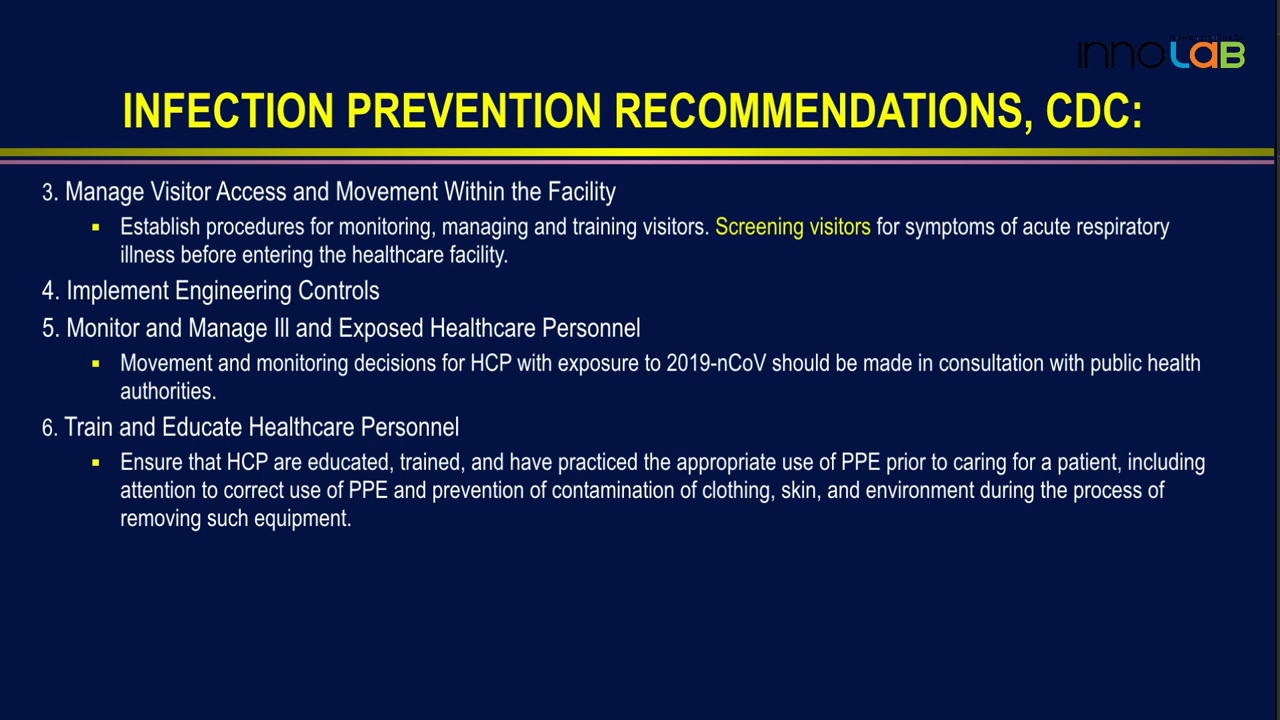 innoLaB
INFECTION PREVENTION RECOMMENDATIONS, CDC:
3. Manage Visitor Access and Movement Within the Facility
▪ Establish procedures for monitoring, managing and training visitors. Screening visitors for symptoms of acute respiratory
illness before entering the healthcare facility.
4. Implement Engineering Controls
5. Monitor and Manage Ill and Exposed Healthcare Personnel
▪ Movement and monitoring decisions for HCP with exposure to 2019-nCoV should be made in consultation with public health
authorities.
6. Train and Educate Healthcare Personnel
▪ Ensure that HCP are educated, trained, and have practiced the appropriate use of PPE prior to caring for a patient, including
attention to correct use of PPE and prevention of contamination of clothing, skin, and environment during the process of
removing such equipment.